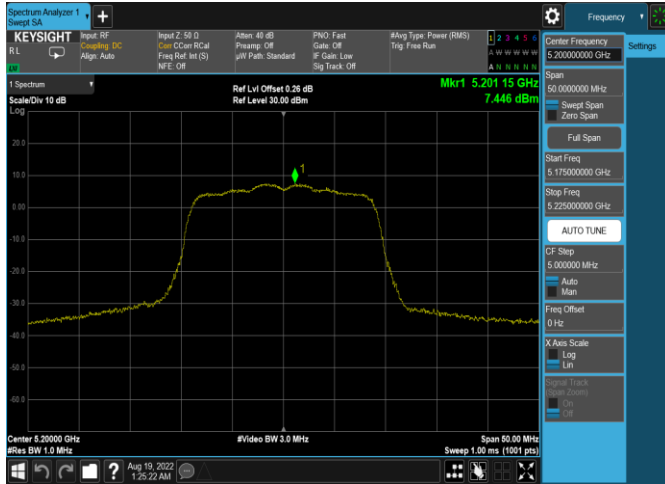 Spectrum Analyzer 1
Swept SA
+
Frequency
KEYSIGHT
RL
Input: RF
Coupling: DC
Align: Auto
Input Z: 50 Ω
Corr CCorr RCal
Freq Ref: Int (S)
NFE: Off
Atten: 40 dB
Preamp: Off
µW Path: Standard
PNO: Fast
Gate: Off
IF Gain: Low
Sig Track: Off
#Avg Type: Power (RMS)
Trig: Free Run
1 2 3 4 5 6
A W W W W W
A N N N N N
1 Spectrum
Scale/Div 10 dB
Log
Ref Lvl Offset 0.26 dB
Ref Level 30.00 dBm
Mkr1 5.201 15 GHz
7.446 dBm
1
20.0
10.0
0.00
-10.0
-20.0
-30.0
-40.0
-50.0
-60.0
Center 5.20000 GHz
#Res BW 1.0 MHz
#Video BW 3.0 MHz
Span 50.00 MHz
Sweep 1.00 ms (1001 pts)
Aug 19, 2022
1:25:22 AM
Center Frequency
5.200000000 GHz
Settings
Span
50.0000000 MHz
Swept Span
Zero Span
Full Span
Start Freq
5.175000000 GHz
Stop Freq
5.225000000 GHz
AUTO TUNE
CF Step
5.000000 MHz
Auto
Man
Freq Offset
0 Hz
X Axis Scale
Log
Lin
Signal Track
(Span Zoom)
On
Off